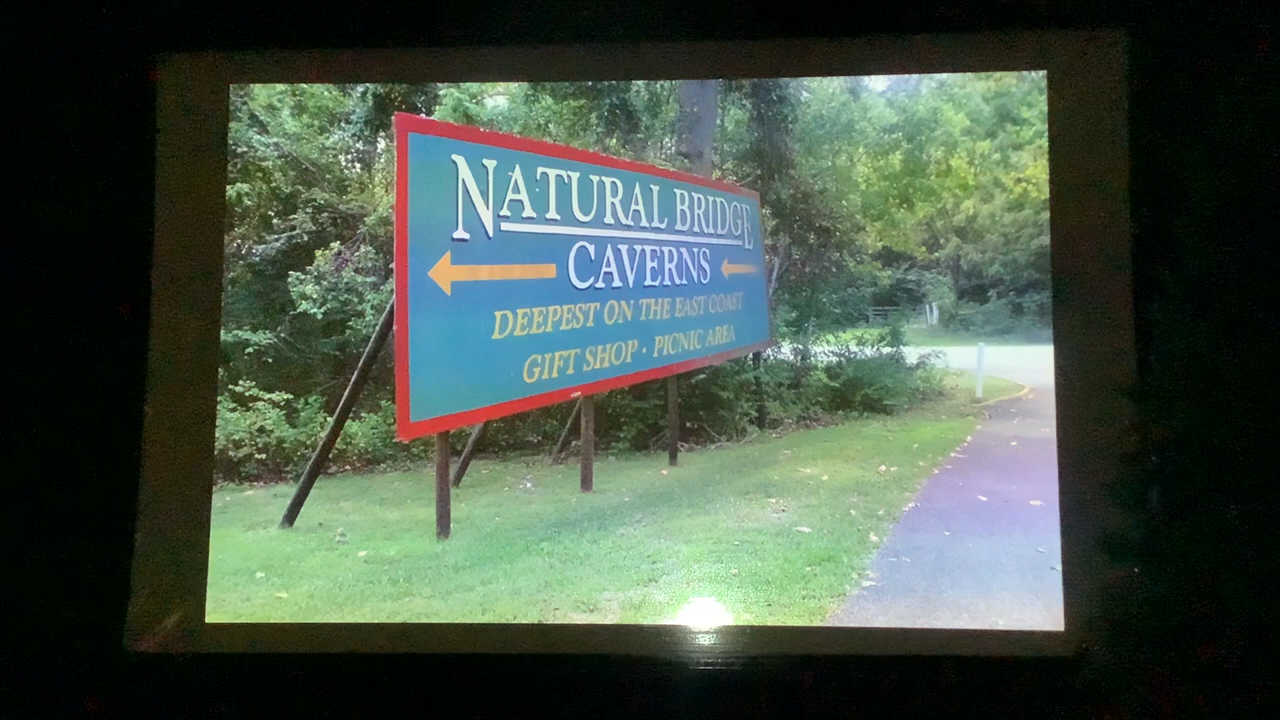 NATURAL BRIDGE
CAVERNS
DEEPEST ON THE EAST COAST
GIFT SHOP · PICNIC AREA